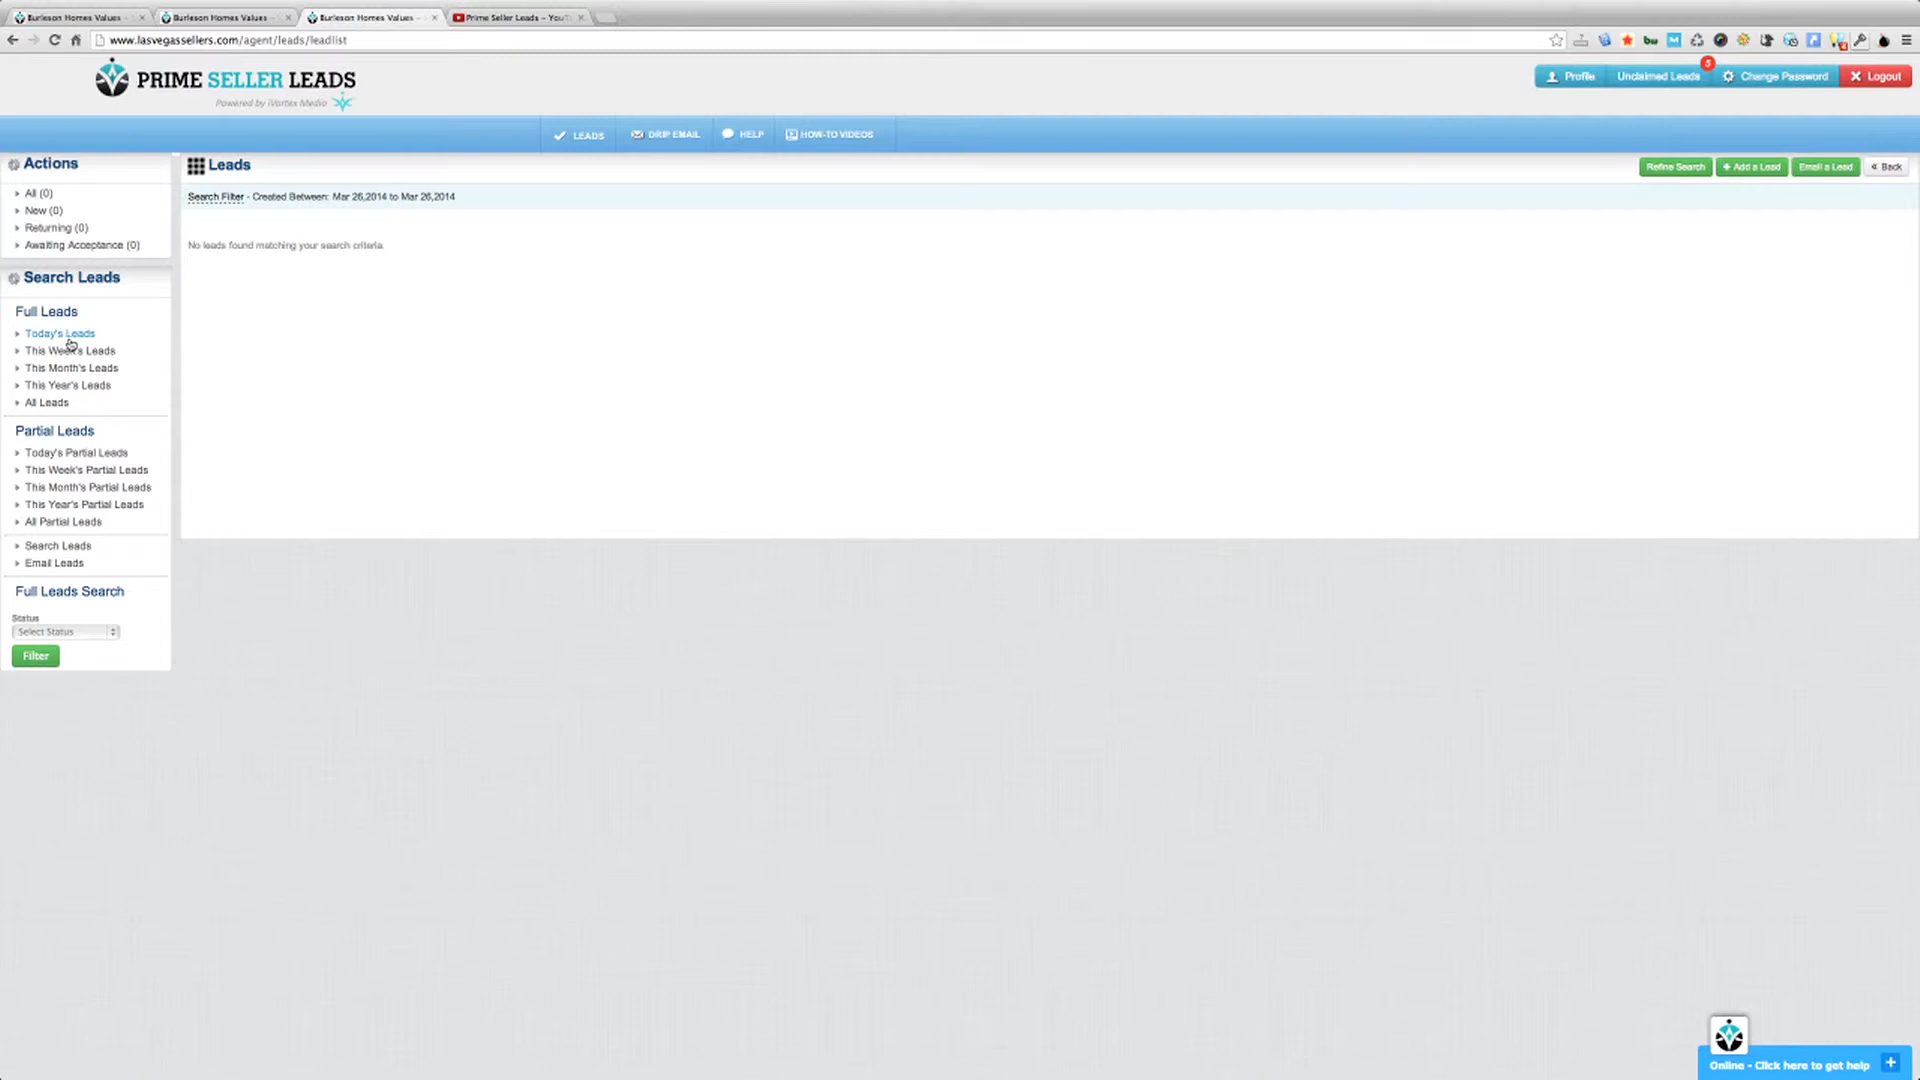 Burleson Homes Values -
Burleson Homes Values -
Burleson Homes Values -
Prime Seller Leads – YouT
www.lasvegassellers.com/agent/leads/leadlist
PRIME SELLER LEADS
Powered by iVortex Media
Profile
Unclaimed Leads
5
Change Password
Logout
LEADS
DRIP EMAIL
HELP
HOW-TO VIDEOS
Actions
All (0)
New (0)
Returning (0)
Awaiting Acceptance (0)
Search Leads
Full Leads
Today's Leads
This Week's Leads
This Month's Leads
This Year's Leads
All Leads
Partial Leads
Today's Partial Leads
This Week's Partial Leads
This Month's Partial Leads
This Year's Partial Leads
All Partial Leads
Search Leads
Email Leads
Full Leads Search
Status
Select Status
Filter
Leads
Refine Search
+ Add a Lead
Email a Lead
« Back
Search Filter - Created Between: Mar 26,2014 to Mar 26,2014
No leads found matching your search criteria.
Online - Click here to get help +